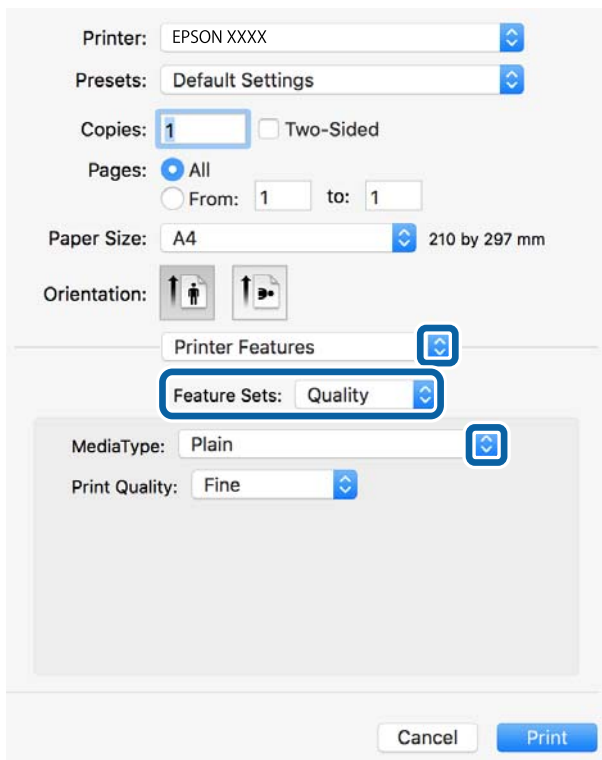 Printer: EPSON XXXX
Presets: Default Settings
Copies: 1 Two-Sided
Pages: All
From: 1 to: 1
Paper Size: A4 210 by 297 mm
Orientation:
Printer Features
Feature Sets: Quality
MediaType: Plain
Print Quality: Fine
Cancel Print